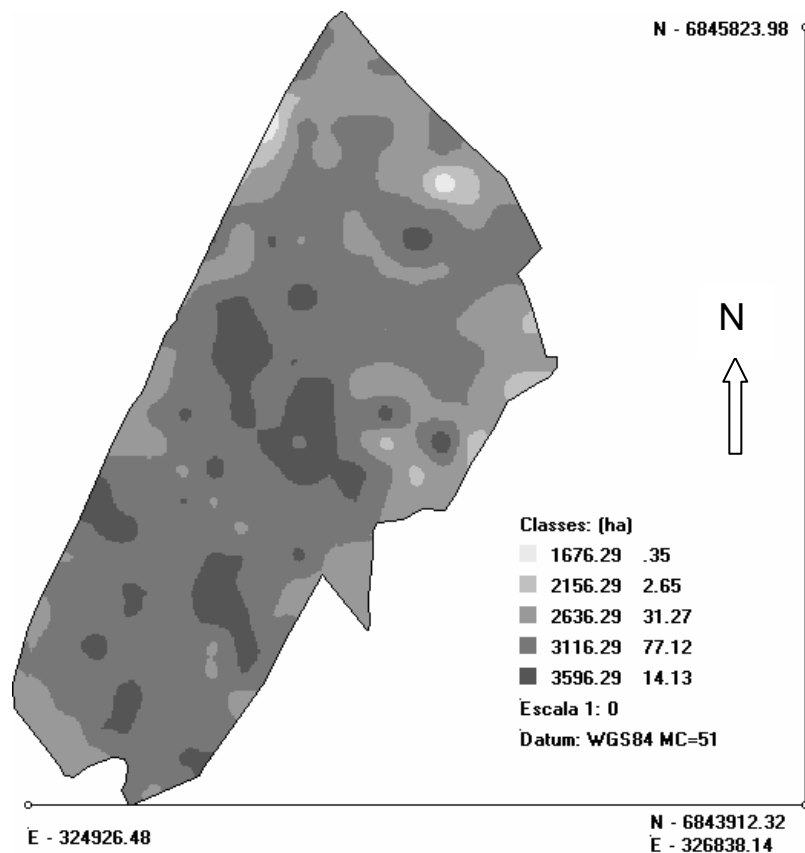 N - 6845823.98
N
Classes: (ha)
1676.29 .35
2156.29 2.65
2636.29 31.27
3116.29 77.12
3596.29 14.13
Escala 1: 0
Datum: WGS84 MC=51
E - 324926.48
N - 6843912.32
E - 326838.14